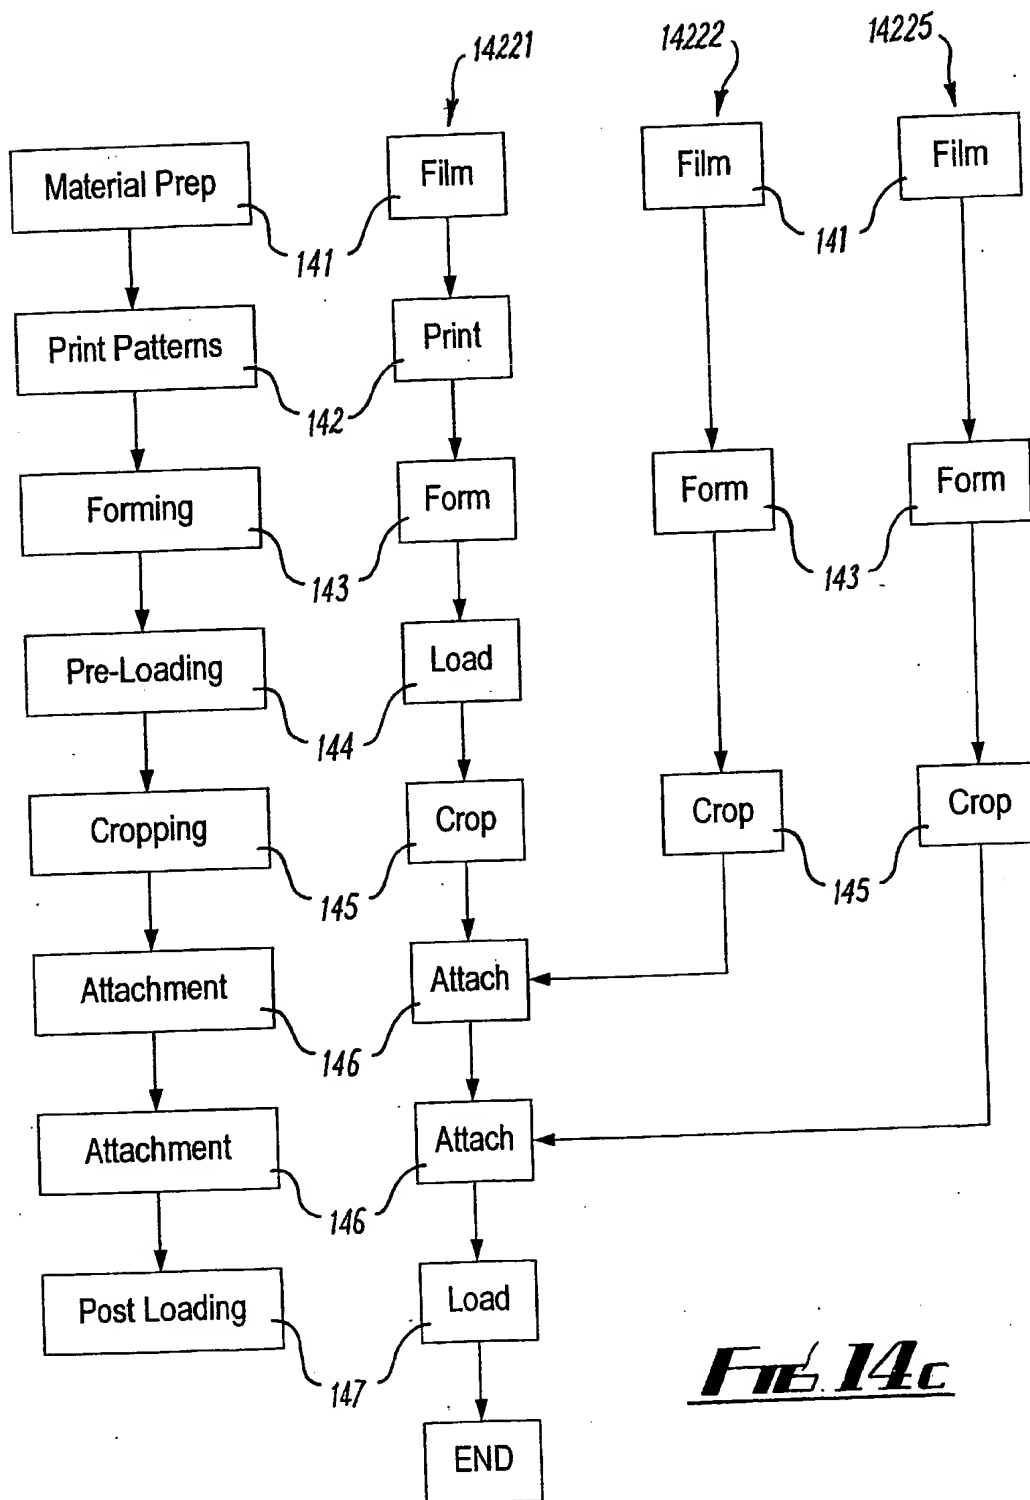 14221
14222
14225
Material Prep
Film
Film
Film
141
141
Print Patterns
Print
142
Forming
Form
Form
Form
143
143
Pre-Loading
Load
144
Cropping
Crop
Crop
Crop
145
145
Attachment
Attach
146
Attachment
Attach
146
Post Loading
Load
147
FIG. 14c
END